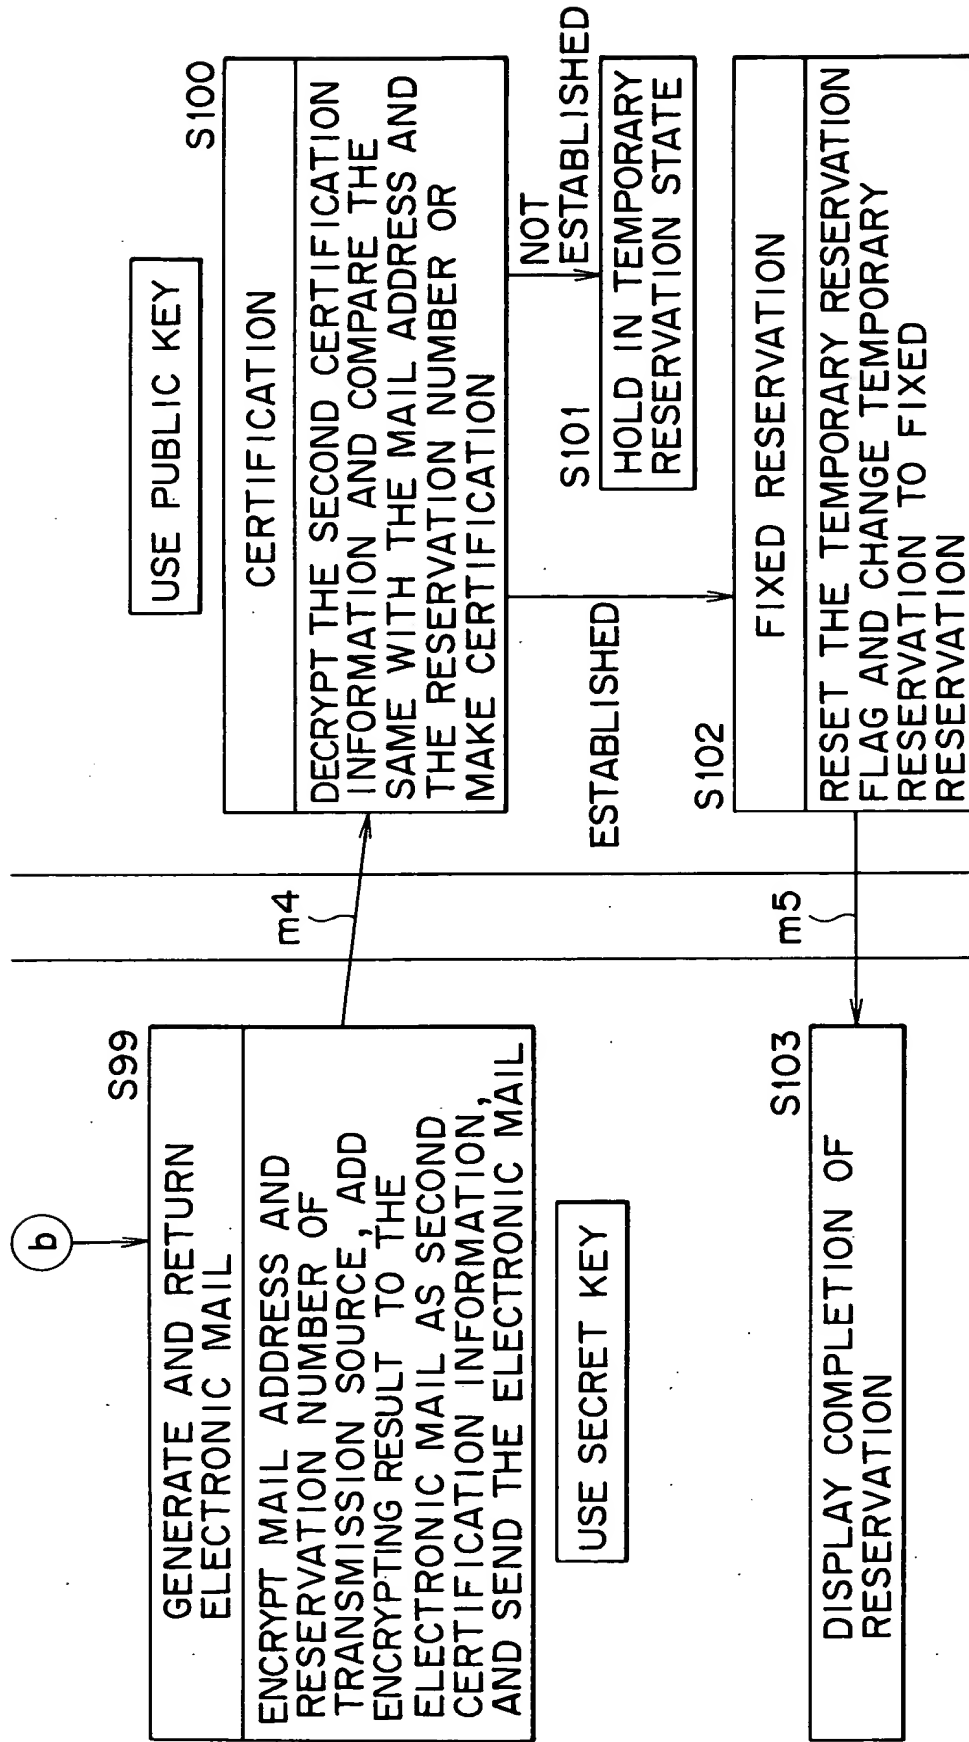 b
S99
GENERATE AND RETURN
ELECTRONIC MAIL
ENCRYPT MAIL ADDRESS AND
RESERVATION NUMBER OF
TRANSMISSION SOURCE, ADD
ENCRYPTING RESULT TO THE
ELECTRONIC MAIL AS SECOND
CERTIFICATION INFORMATION,
AND SEND THE ELECTRONIC MAIL
USE SECRET KEY
m4
USE PUBLIC KEY
S100
CERTIFICATION
DECRYPT THE SECOND CERTIFICATION
INFORMATION AND COMPARE THE
SAME WITH THE MAIL ADDRESS AND
THE RESERVATION NUMBER OR
MAKE CERTIFICATION
NOT
ESTABLISHED
S101
HOLD IN TEMPORARY
RESERVATION STATE
ESTABLISHED
S102
FIXED RESERVATION
RESET THE TEMPORARY RESERVATION
FLAG AND CHANGE TEMPORARY
RESERVATION TO FIXED
RESERVATION
m5
S103
DISPLAY COMPLETION OF
RESERVATION